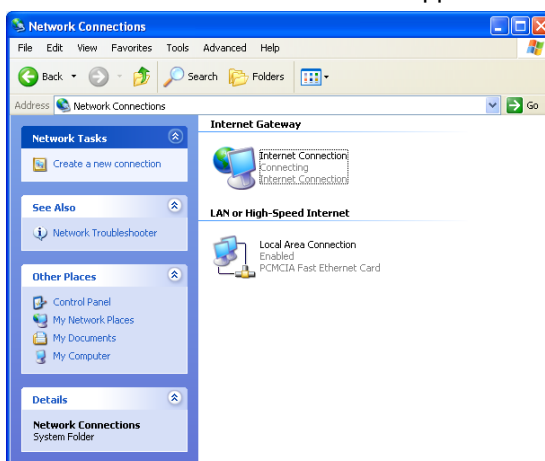 Network Connections
File Edit View Favorites Tools Advanced Help
Back Search Folders
Address Network Connections Go
Network Tasks
Create a new connection
See Also
Network Troubleshooter
Other Places
Control Panel
My Network Places
My Documents
My Computer
Details
Network Connections
System Folder
Internet Gateway
Internet Connection
Connecting
Internet Connection
LAN or High-Speed Internet
Local Area Connection
Enabled
PCMCIA Fast Ethernet Card